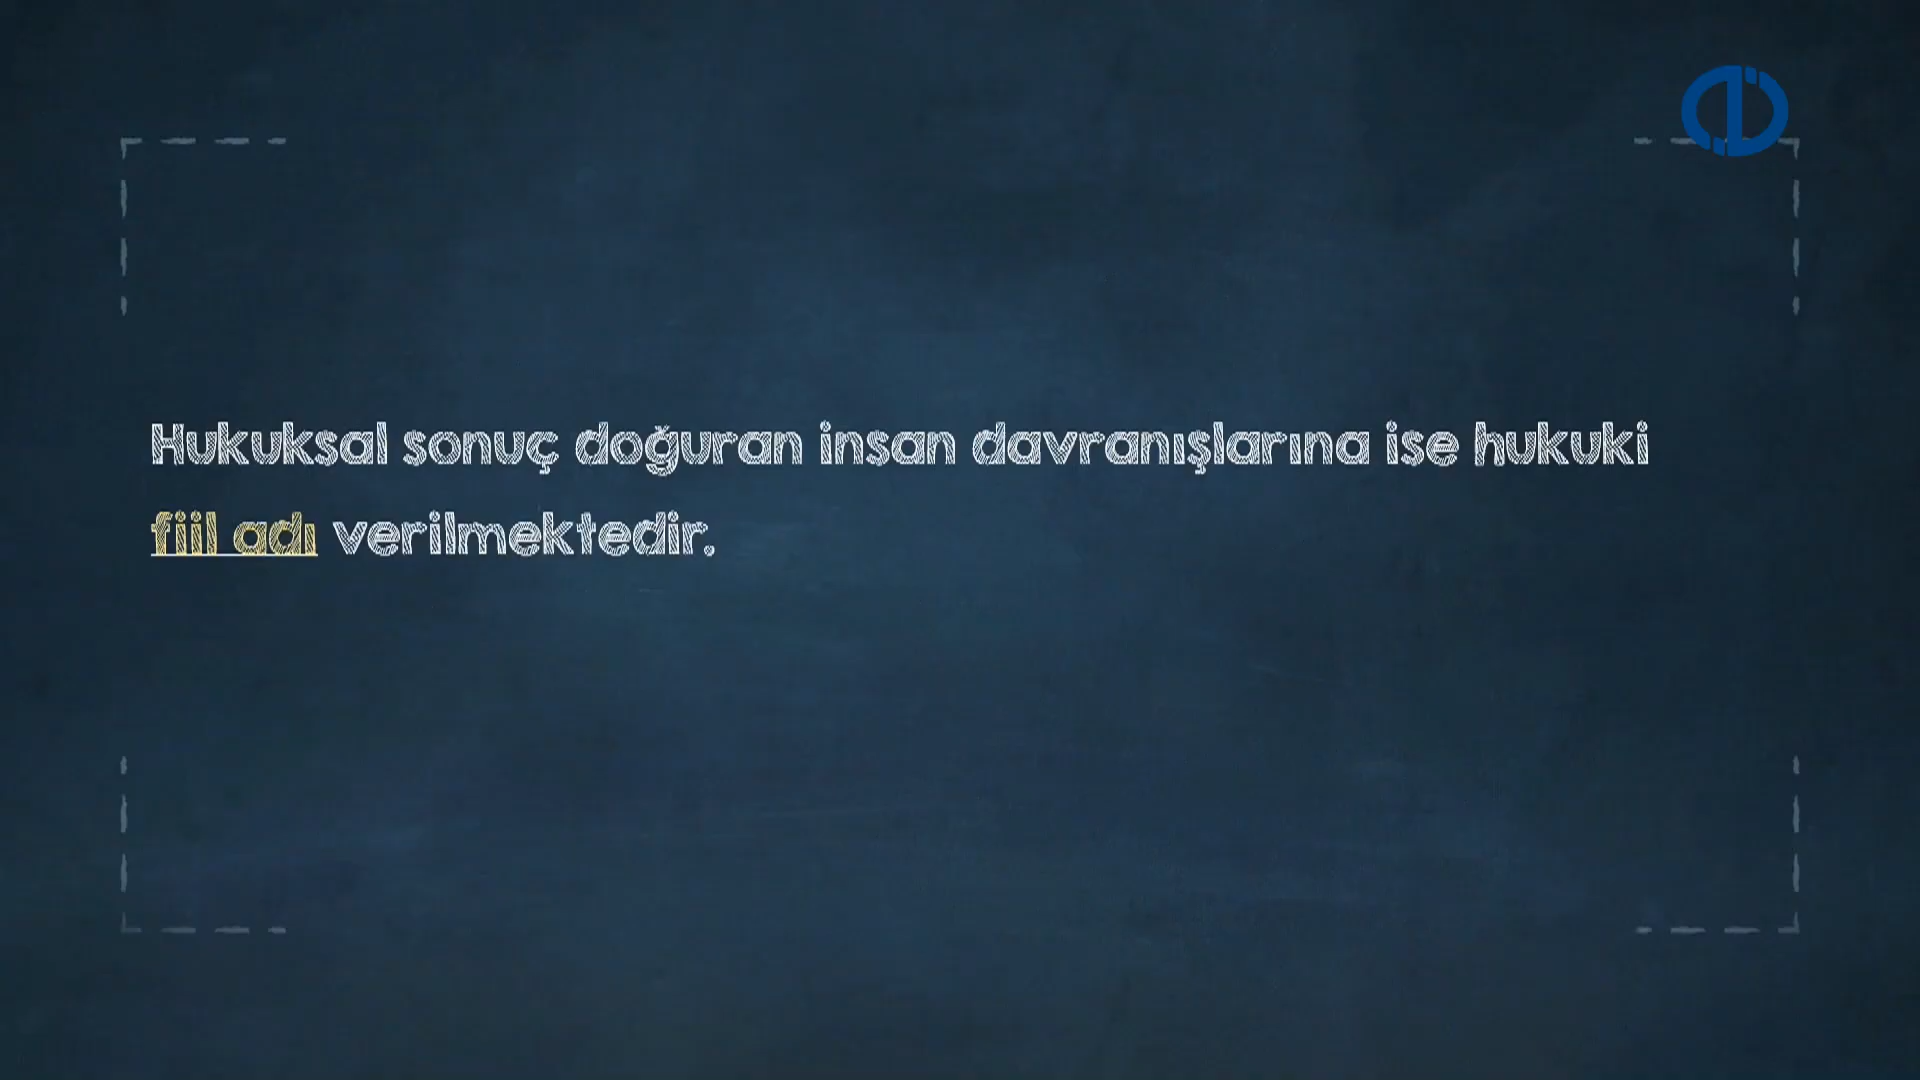 Hukuksal sonuç doğuran insan davranışlarına ise hukuki
fiil adı verilmektedir.